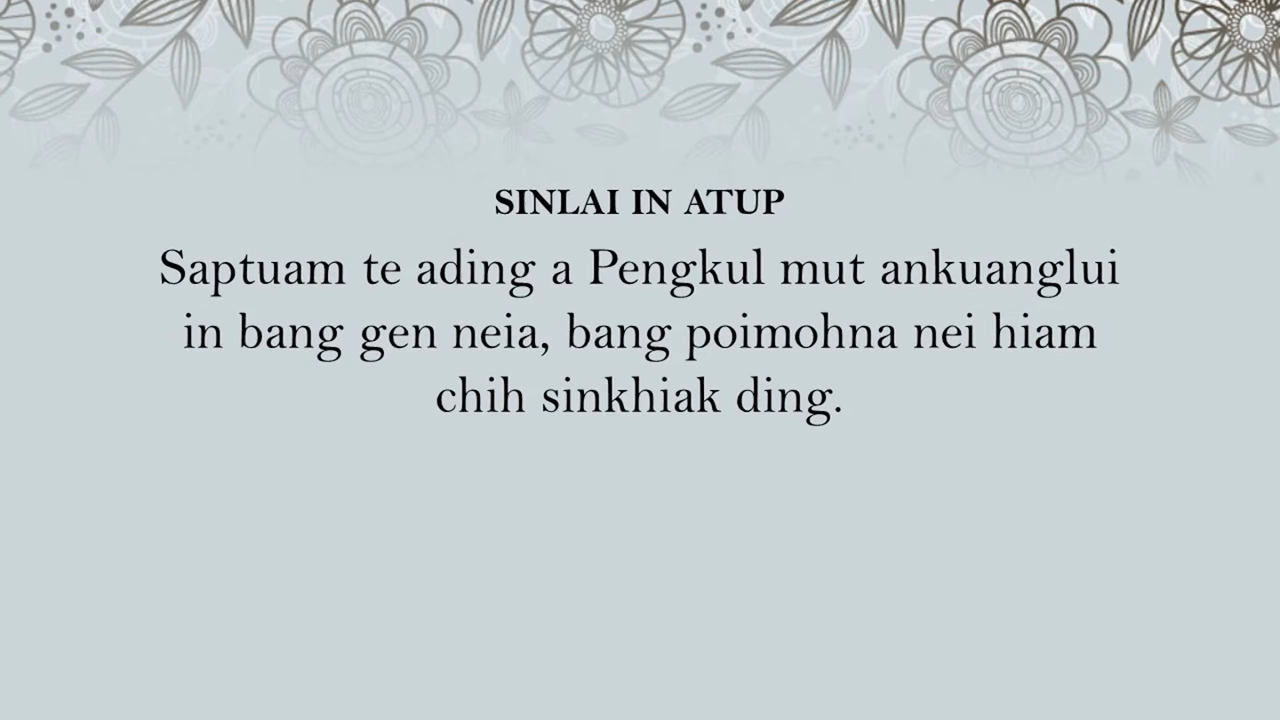 SINLAI IN ATUP
Saptuam te ading a Pengkul mut ankuanglui
in bang gen neia, bang poimohna nei hiam
chih sinkhiak ding.